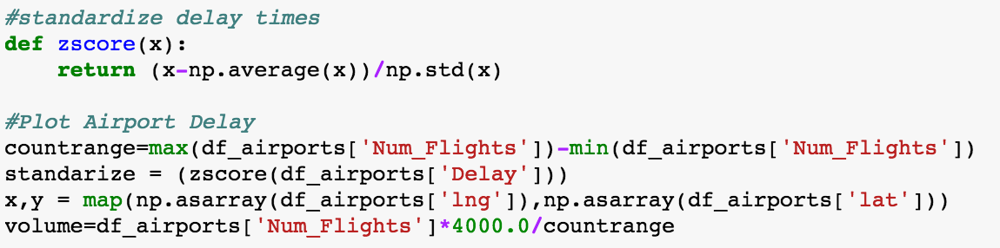 #standardize delay times
def zscore(x):
    return (x-np.average(x))/np.std(x)

#Plot Airport Delay
countrange=max(df_airports['Num_Flights'])-min(df_airports['Num_Flights'])
standarize = (zscore(df_airports['Delay']))
x,y = map(np.asarray(df_airports['lng']),np.asarray(df_airports['lat']))
volume=df_airports['Num_Flights']*4000.0/countrange